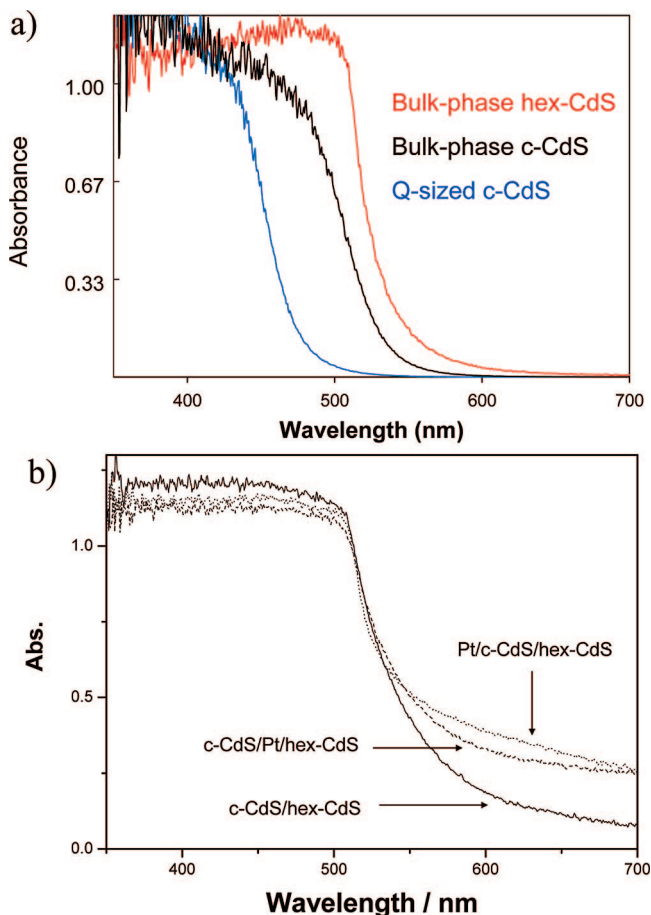 a)
Bulk-phase hex-CdS
Bulk-phase c-CdS
Q-sized c-CdS
Absorbance
1.00
0.67
0.33
400
500
600
700
Wavelength (nm)
b)
Abs.
1.0
0.5
0.0
Pt/c-CdS/hex-CdS
c-CdS/Pt/hex-CdS
c-CdS/hex-CdS
400
500
600
700
Wavelength / nm